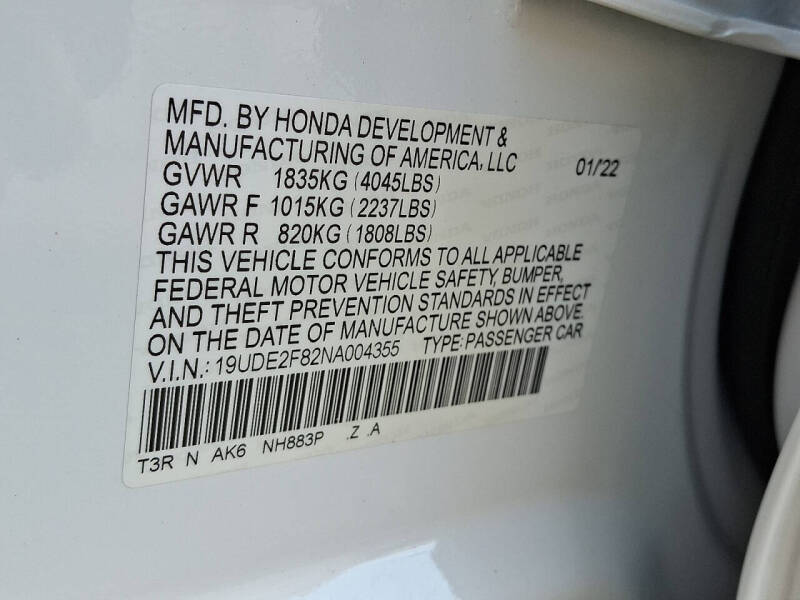 MFD. BY HONDA DEVELOPMENT &
MANUFACTURING OF AMERICA, LLC 01/22
GVWR 1835KG (4045LBS)
GAWR F 1015KG (2237LBS)
GAWR R 820KG (1808LBS)
THIS VEHICLE CONFORMS TO ALL APPLICABLE
FEDERAL MOTOR VEHICLE SAFETY, BUMPER,
AND THEFT PREVENTION STANDARDS IN EFFECT
ON THE DATE OF MANUFACTURE SHOWN ABOVE.
V.I.N.: 19UDE2F82NA004355 TYPE: PASSENGER CAR
T3R N AK6 NH883P .Z .A